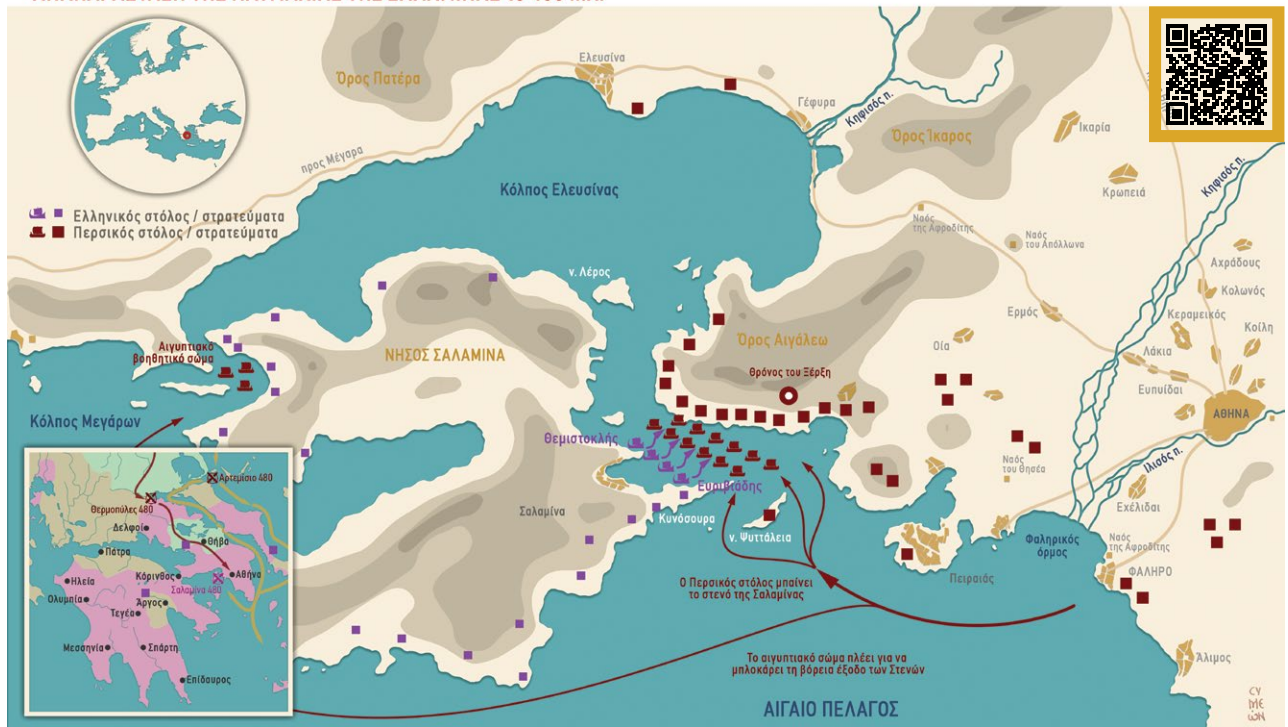 Όρος Πατέρα
Ελευσίνα
Γέφυρα
Κηφισός π.
Όρος Ίκαρος
Ικαρία
Κρωπειά
Κηφισός π.
προς Μέγαρα
Κόλπος Ελευσίνας
Ελληνικός στόλος / στρατεύματα
Περσικός στόλος / στρατεύματα
Ναός
της Αφροδίτης
Ναός
του Απόλλωνα
Αχράδους
Κολωνός
Κεραμεικός
Κοίλη
ν. Λέρος
Ερμός
Λάκια
Ευπυίδαι
ΑΘΗΝΑ
Ιλισός π.
Αιγυπτιακό
βοηθητικό σώμα
ΝΗΣΟΣ ΣΑΛΑΜΙΝΑ
Όρος Αιγάλεω
Θρόνος του Ξέρξη
Οία
Κόλπος Μεγάρων
Θεμιστοκλής
Ευριβιάδης
Ναός
του Θησέα
Εχέλιδαι
Σαλαμίνα
Κυνόσουρα
ν. Ψυττάλεια
Πειραιάς
Φαληρικός
όρμος
Ναός
της Αφροδίτης
ΦΑΛΗΡΟ
Άλιμος
Ο Περσικός στόλος μπαίνει
το στενό της Σαλαμίνας
Το αιγυπτιακό σώμα πλέει για να
μπλοκάρει τη βόρεια έξοδο των Στενών
ΑΙΓΑΙΟ ΠΕΛΑΓΟΣ
Αρτεμίσιο 480
Θερμοπύλες 480
Δελφοί
Θήβα
Πάτρα
Αθήνα
Κόρινθος
Σαλαμίνα 480
Ηλεία
Ολυμπία
Άργος
Τεγέα
Μεσσηνία
Σπάρτη
Επίδαυρος
CY
ΜΕ
ΏΝ